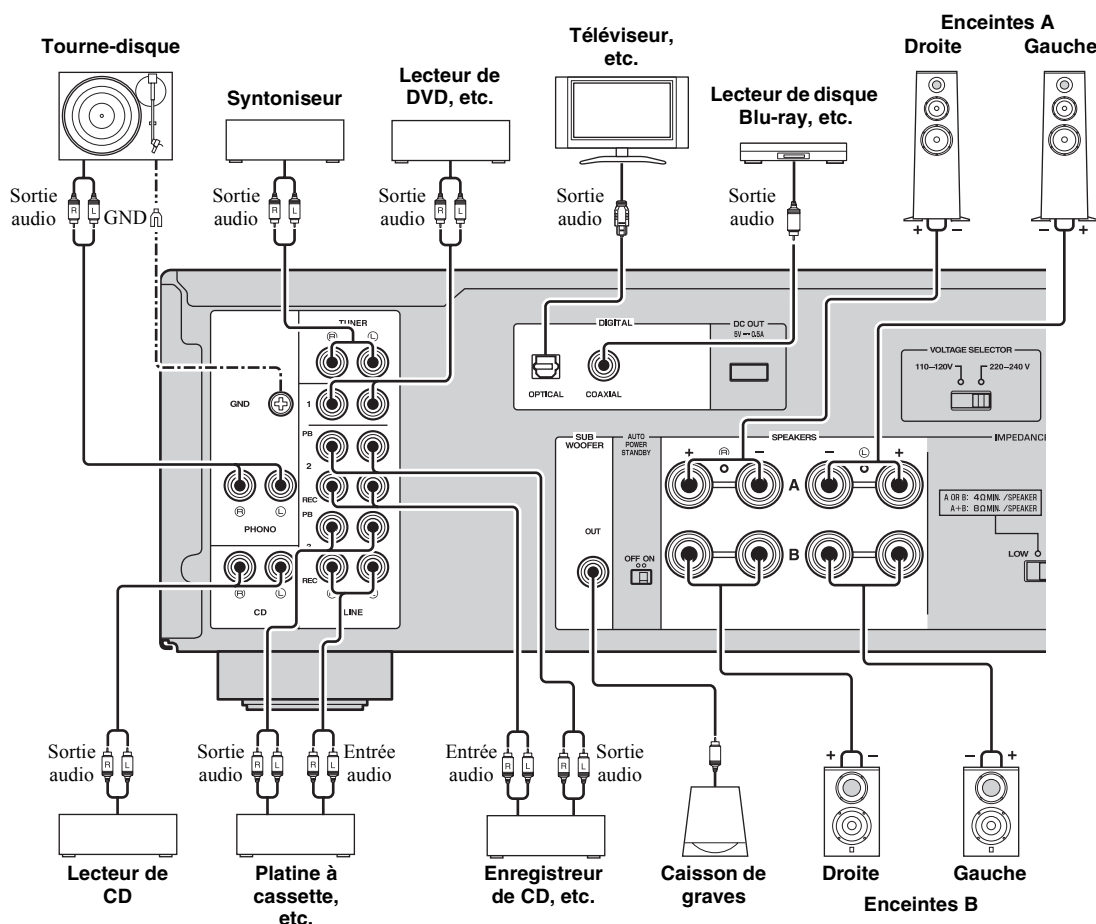 Enceintes A
Droite
Gauche
Tourne-disque
Syntoniseur
Lecteur de
DVD, etc.
Téléviseur,
etc.
Lecteur de disque
Blu-ray, etc.
Sortie
audio
R
L
GND
Sortie
audio
R
L
Sortie
audio
R
L
Sortie
audio
Sortie
audio
+
–
–
+
TUNER
R
L
GND
1
PB
2
REC
PB
3
REC
R
L
PHONO
R
L
CD
LINE
DIGITAL
OPTICAL
COAXIAL
DC OUT
5V 0.5A
VOLTAGE SELECTOR
110–120V
220–240 V
SUB
WOOFER
OUT
AUTO
POWER
STANDBY
OFF ON
SPEAKERS
+
R
–
–
L
+
A
B
IMPEDANCE
A OR B: 4ΩMIN. /SPEAKER
A+B: 8ΩMIN. /SPEAKER
LOW
Sortie
audio
R
L
Sortie
audio
R
L
Entrée
audio
R
L
Entrée
audio
R
L
Sortie
audio
R
L
+
–
–
+
Lecteur de
CD
Platine à
cassette,
etc.
Enregistreur
de CD, etc.
Caisson de
graves
Droite
Gauche
Enceintes B